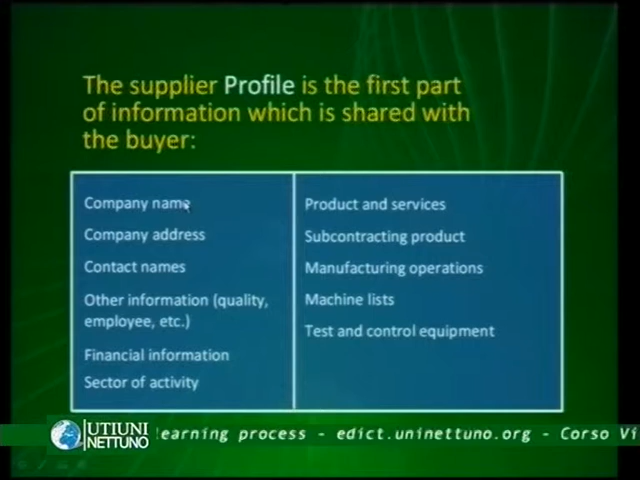 The supplier Profile is the first part
of information which is shared with
the buyer:
Company name
Company address
Contact names
Other information (quality,
employee, etc.)
Financial information
Sector of activity
Product and services
Subcontracting product
Manufacturing operations
Machine lists
Test and control equipment
UTIUNI
NETTUNO
learning process - edict.uninettuno.org - Corso Vi